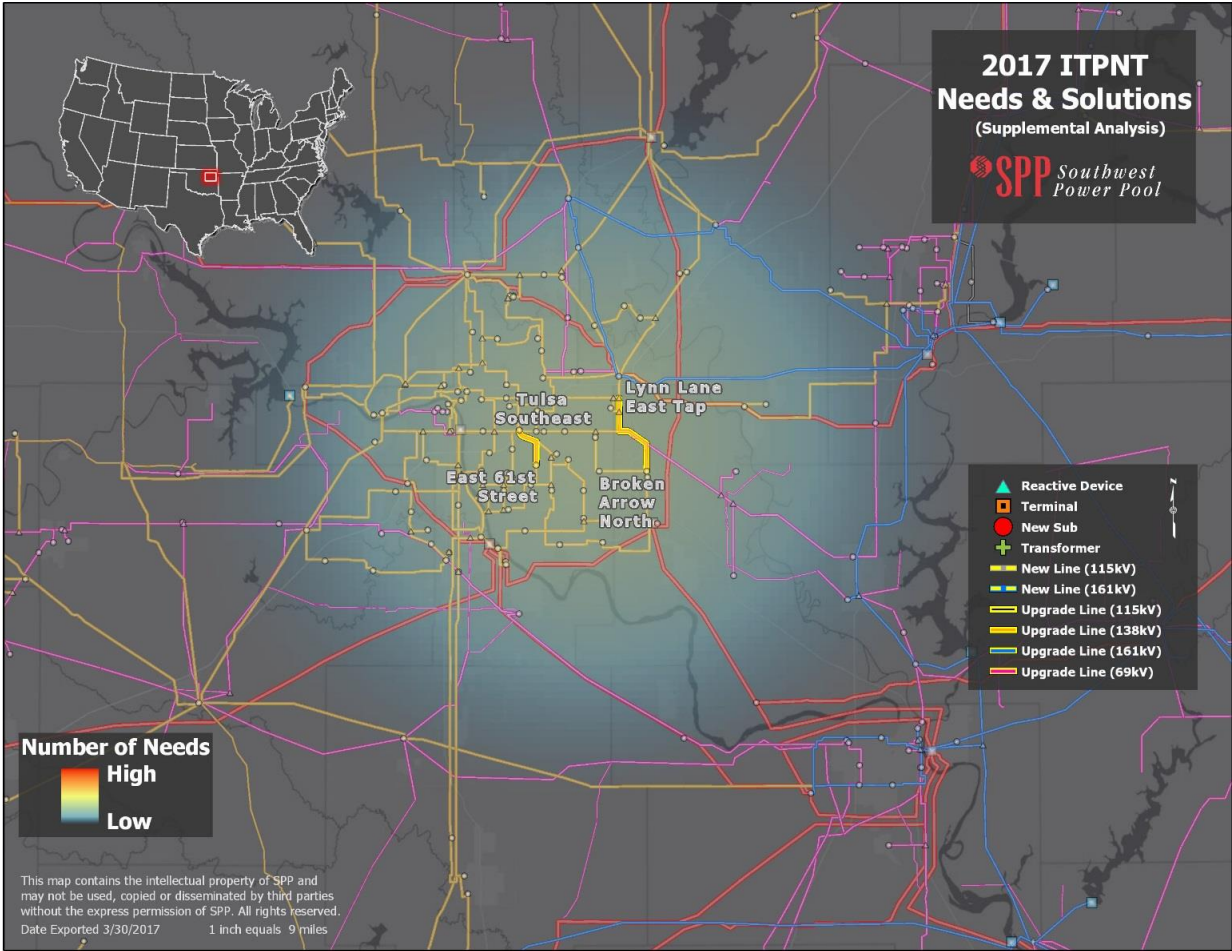 2017 ITPNT
Needs & Solutions
(Supplemental Analysis)
SPP Southwest
Power Pool
Lynn Lane
East Tap
Tulsa
Southeast
East 61st
Street
Broken
Arrow
North
N
Reactive Device
Terminal
New Sub
Transformer
New Line (115kV)
New Line (161kV)
Upgrade Line (115kV)
Upgrade Line (138kV)
Upgrade Line (161kV)
Upgrade Line (69kV)
Number of Needs
High
Low
This map contains the intellectual property of SPP and
may not be used, copied or disseminated by third parties
without the express permission of SPP. All rights reserved.
Date Exported 3/30/2017 1 inch equals 9 miles